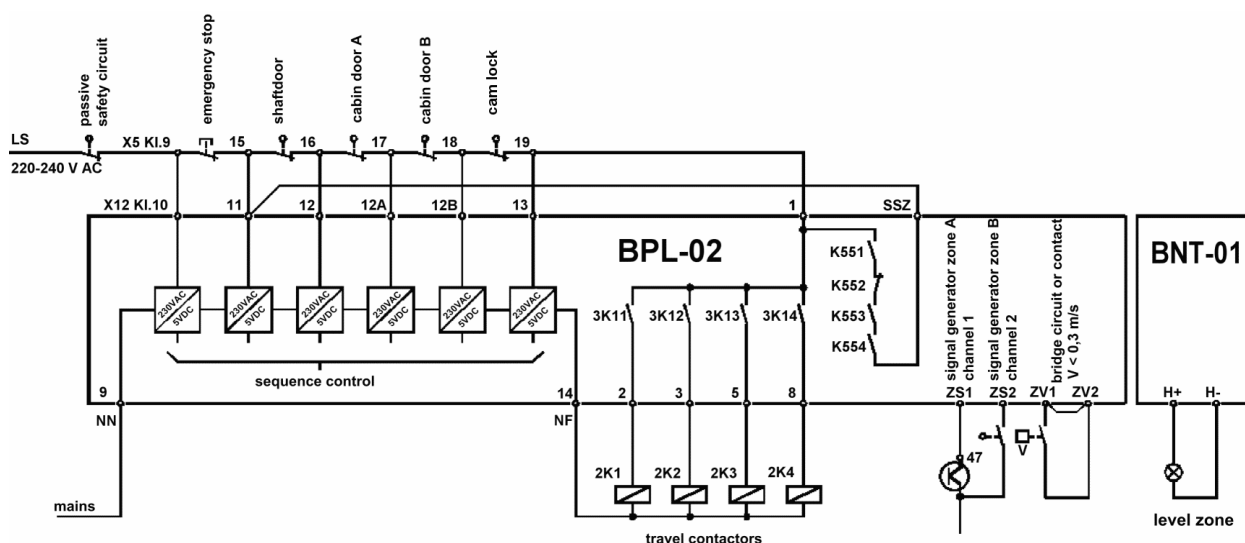 passive
safety circuit
emergency stop
shaftdoor
cabin door A
cabin door B
cam lock
LS
X5 Kl.9
15
16
17
18
19
220-240 V AC
X12 Kl.10
11
12
12A
12B
13
1
SSZ
BPL-02
BNT-01
K551
K552
K553
K554
signal generator zone A
channel 1
signal generator zone B
channel 2
bridge circuit or contact
V < 0,3 m/s
230VAC
5VDC
230VAC
5VDC
230VAC
5VDC
230VAC
5VDC
230VAC
5VDC
230VAC
5VDC
3K11
3K12
3K13
3K14
sequence control
9
14
2
3
5
8
ZS1
ZS2
ZV1
ZV2
H+
H-
NN
NF
47
V
2K1
2K2
2K3
2K4
mains
travel contactors
level zone